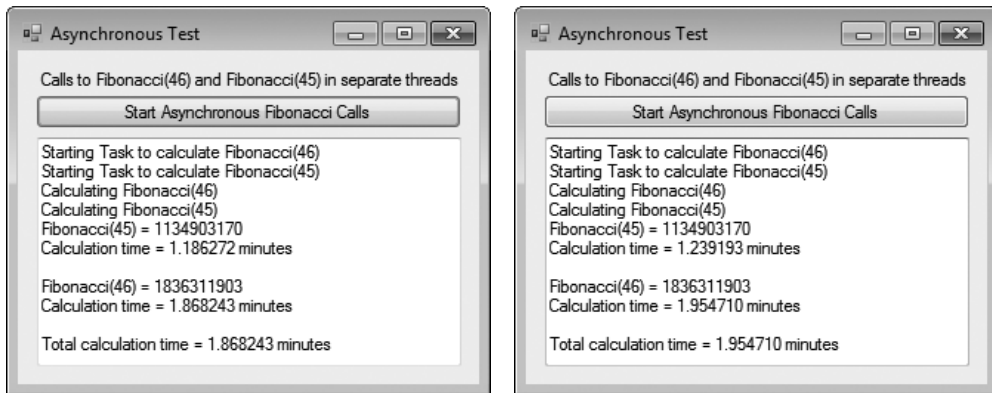 Asynchronous Test
Calls to Fibonacci(46) and Fibonacci(45) in separate threads
Start Asynchronous Fibonacci Calls
Starting Task to calculate Fibonacci(46)
Starting Task to calculate Fibonacci(45)
Calculating Fibonacci(46)
Calculating Fibonacci(45)
Fibonacci(45) = 1134903170
Calculation time = 1.186272 minutes
Fibonacci(46) = 1836311903
Calculation time = 1.868243 minutes
Total calculation time = 1.868243 minutes
Asynchronous Test
Calls to Fibonacci(46) and Fibonacci(45) in separate threads
Start Asynchronous Fibonacci Calls
Starting Task to calculate Fibonacci(46)
Starting Task to calculate Fibonacci(45)
Calculating Fibonacci(46)
Calculating Fibonacci(45)
Fibonacci(45) = 1134903170
Calculation time = 1.239193 minutes
Fibonacci(46) = 1836311903
Calculation time = 1.954710 minutes
Total calculation time = 1.954710 minutes